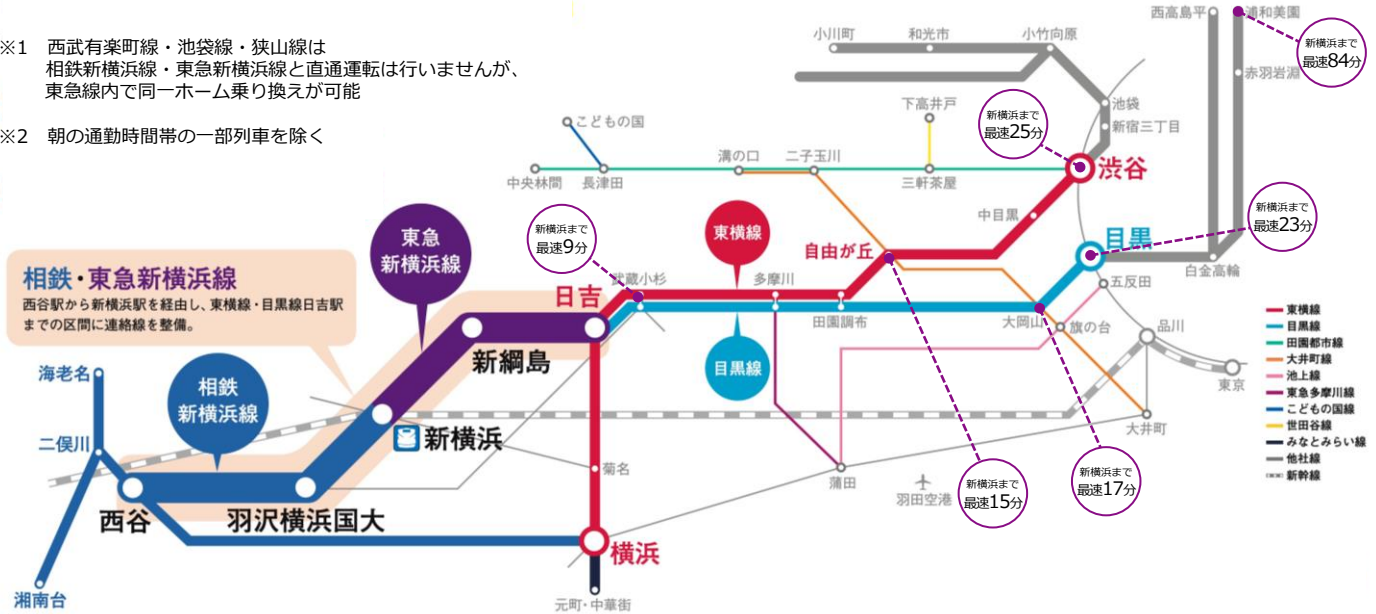 ※1 西武有楽町線・池袋線・狭山線は
相鉄新横浜線・東急新横浜線と直通運転は行いませんが、
東急線内で同一ホーム乗り換えが可能
※2 朝の通勤時間帯の一部列車を除く
西高島平
浦和美園
新横浜まで
最速84分
小川町
和光市
小竹向原
赤羽岩淵
池袋
新宿三丁目
下高井戸
新横浜まで
最速25分
こどもの国
溝の口
二子玉川
渋谷
中央林間
長津田
三軒茶屋
中目黒
新横浜まで
最速23分
東急
新横浜線
新横浜まで
最速9分
東横線
自由が丘
目黒
白金高輪
相鉄・東急新横浜線
西谷駅から新横浜駅を経由し、東横線・目黒線日吉駅
までの区間に連絡線を整備。
日吉
武蔵小杉
多摩川
五反田
田園調布
大岡山
旗の台
品川
東京
新綱島
目黒線
海老名
相鉄
新横浜線
二俣川
新横浜
大井町
菊名
蒲田
羽田空港
新横浜まで
最速15分
新横浜まで
最速17分
西谷
羽沢横浜国大
横浜
湘南台
元町・中華街
東横線
目黒線
田園都市線
大井町線
池上線
東急多摩川線
こどもの国線
世田谷線
みなとみらい線
他社線
新幹線